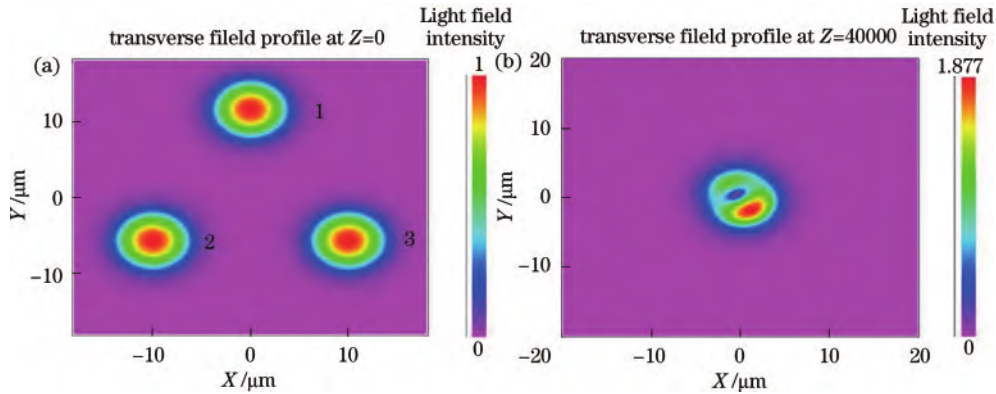 Light field
intensity
transverse fileld profile at Z=0
(a)
1
10
0
-10
Y/μm
1
2
3
-10
0
10
X/μm
0
Light field
intensity
transverse fileld profile at Z=40000
(b)
1.877
20
10
0
-10
-20
Y/μm
-10
0
10
20
X/μm
0